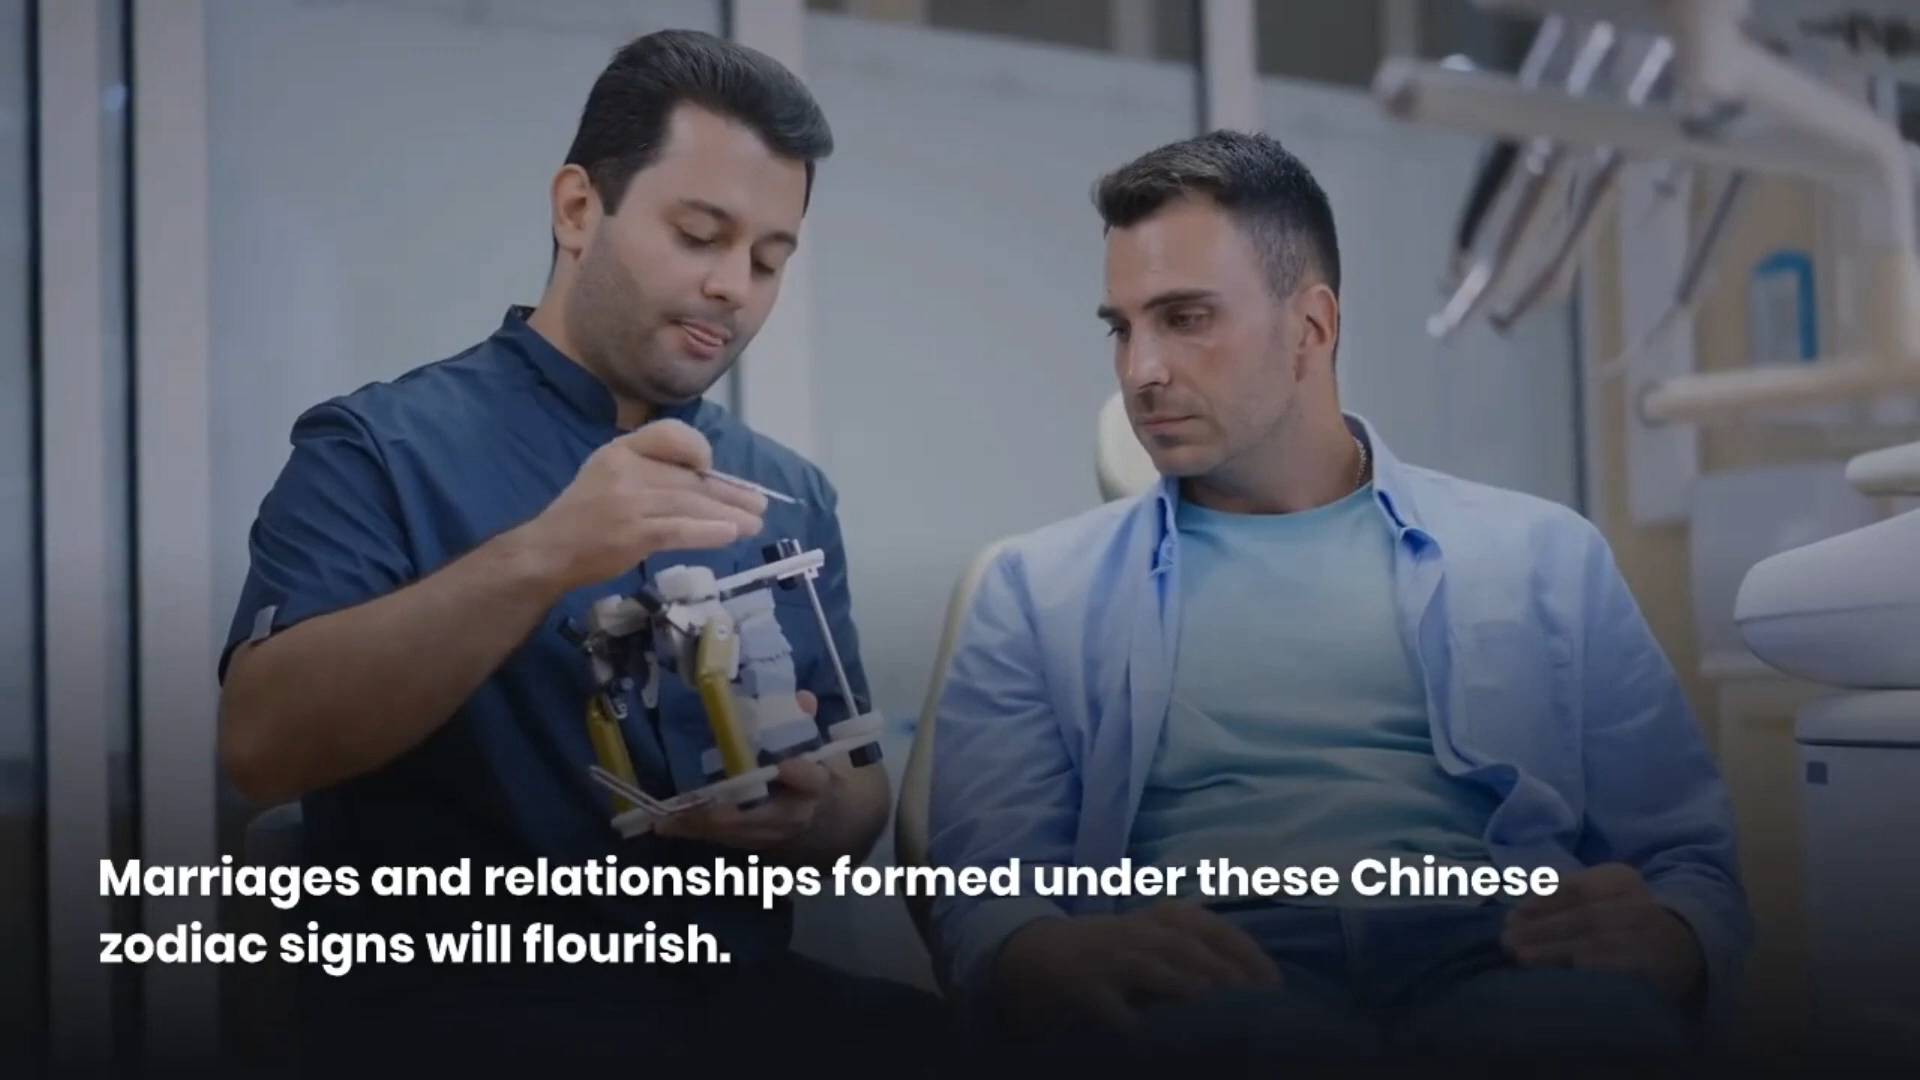 Marriages and relationships formed under these Chinese
zodiac signs will flourish.